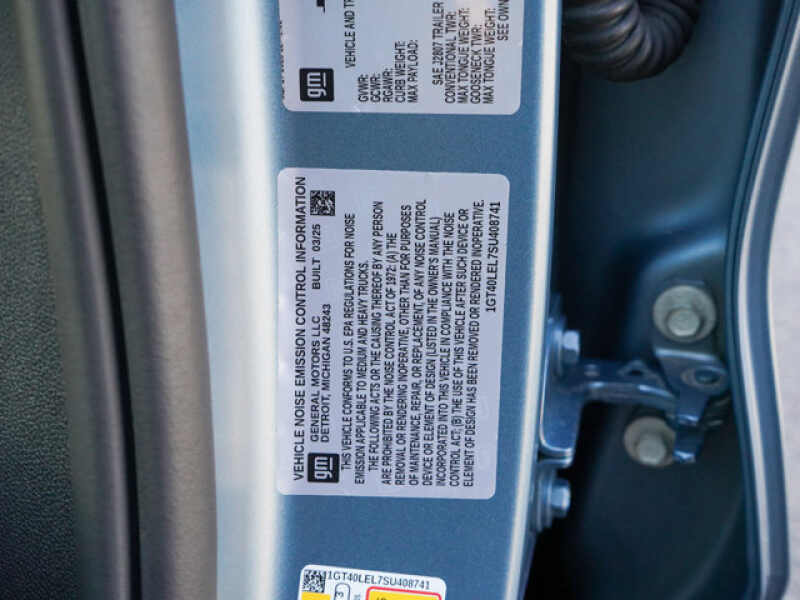 VEHICLE AND
GVWR:
GCWR:
RGAWR:
CURB WEIGHT:
MAX PAYLOAD:
gm
SAE J2807 TRAILER
CONVENTIONAL TWR:
MAX TONGUE WEIGHT:
GOOSENECK TWR:
MAX TONGUE WEIGHT:
SEE OWN
VEHICLE NOISE EMISSION CONTROL INFORMATION
gm
GENERAL MOTORS LLC BUILT 03/25
DETROIT, MICHIGAN 48243
THIS VEHICLE CONFORMS TO U.S. EPA REGULATIONS FOR NOISE
EMISSION APPLICABLE TO MEDIUM AND HEAVY TRUCKS.
THE FOLLOWING ACTS OR THE CAUSING THEREOF BY ANY PERSON
ARE PROHIBITED BY THE NOISE CONTROL ACT OF 1972: (A) THE
REMOVAL OR RENDERING INOPERATIVE, OTHER THAN FOR PURPOSES
OF MAINTENANCE, REPAIR, OR REPLACEMENT, OF ANY NOISE CONTROL
DEVICE OR ELEMENT OF DESIGN (LISTED IN THE OWNER'S MANUAL)
INCORPORATED INTO THIS VEHICLE IN COMPLIANCE WITH THE NOISE
CONTROL ACT; (B) THE USE OF THIS VEHICLE AFTER SUCH DEVICE OR
ELEMENT OF DESIGN HAS BEEN REMOVED OR RENDERED INOPERATIVE.
1GT40LEL7SU408741
1GT40LEL7SU408741
3